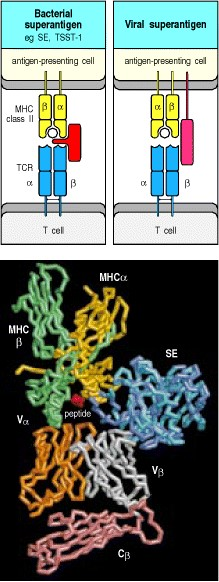 Bacterial
superantigen
eg SE, TSST-1
antigen-presenting cell
MHC
class II
β α
TCR
α β
T cell
Viral superantigen
antigen-presenting cell
β α
α β
T cell
MHCα
MHC
β
SE
Vα
peptide
Vβ
Cβ